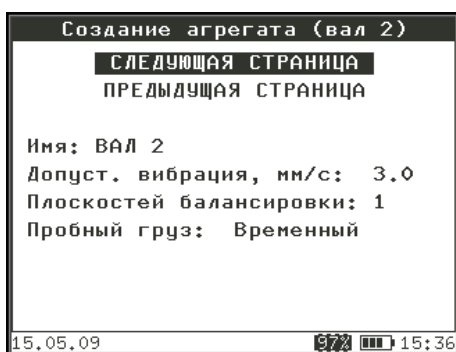 Создание агрегата (вал 2)
СЛЕДУЮЩАЯ СТРАНИЦА
ПРЕДЫДУЩАЯ СТРАНИЦА
Имя: ВАЛ 2
Допуст. вибрация, мм/с: 3.0
Плоскостей балансировки: 1
Пробный груз: Временный
15.05.09 97% 15:36